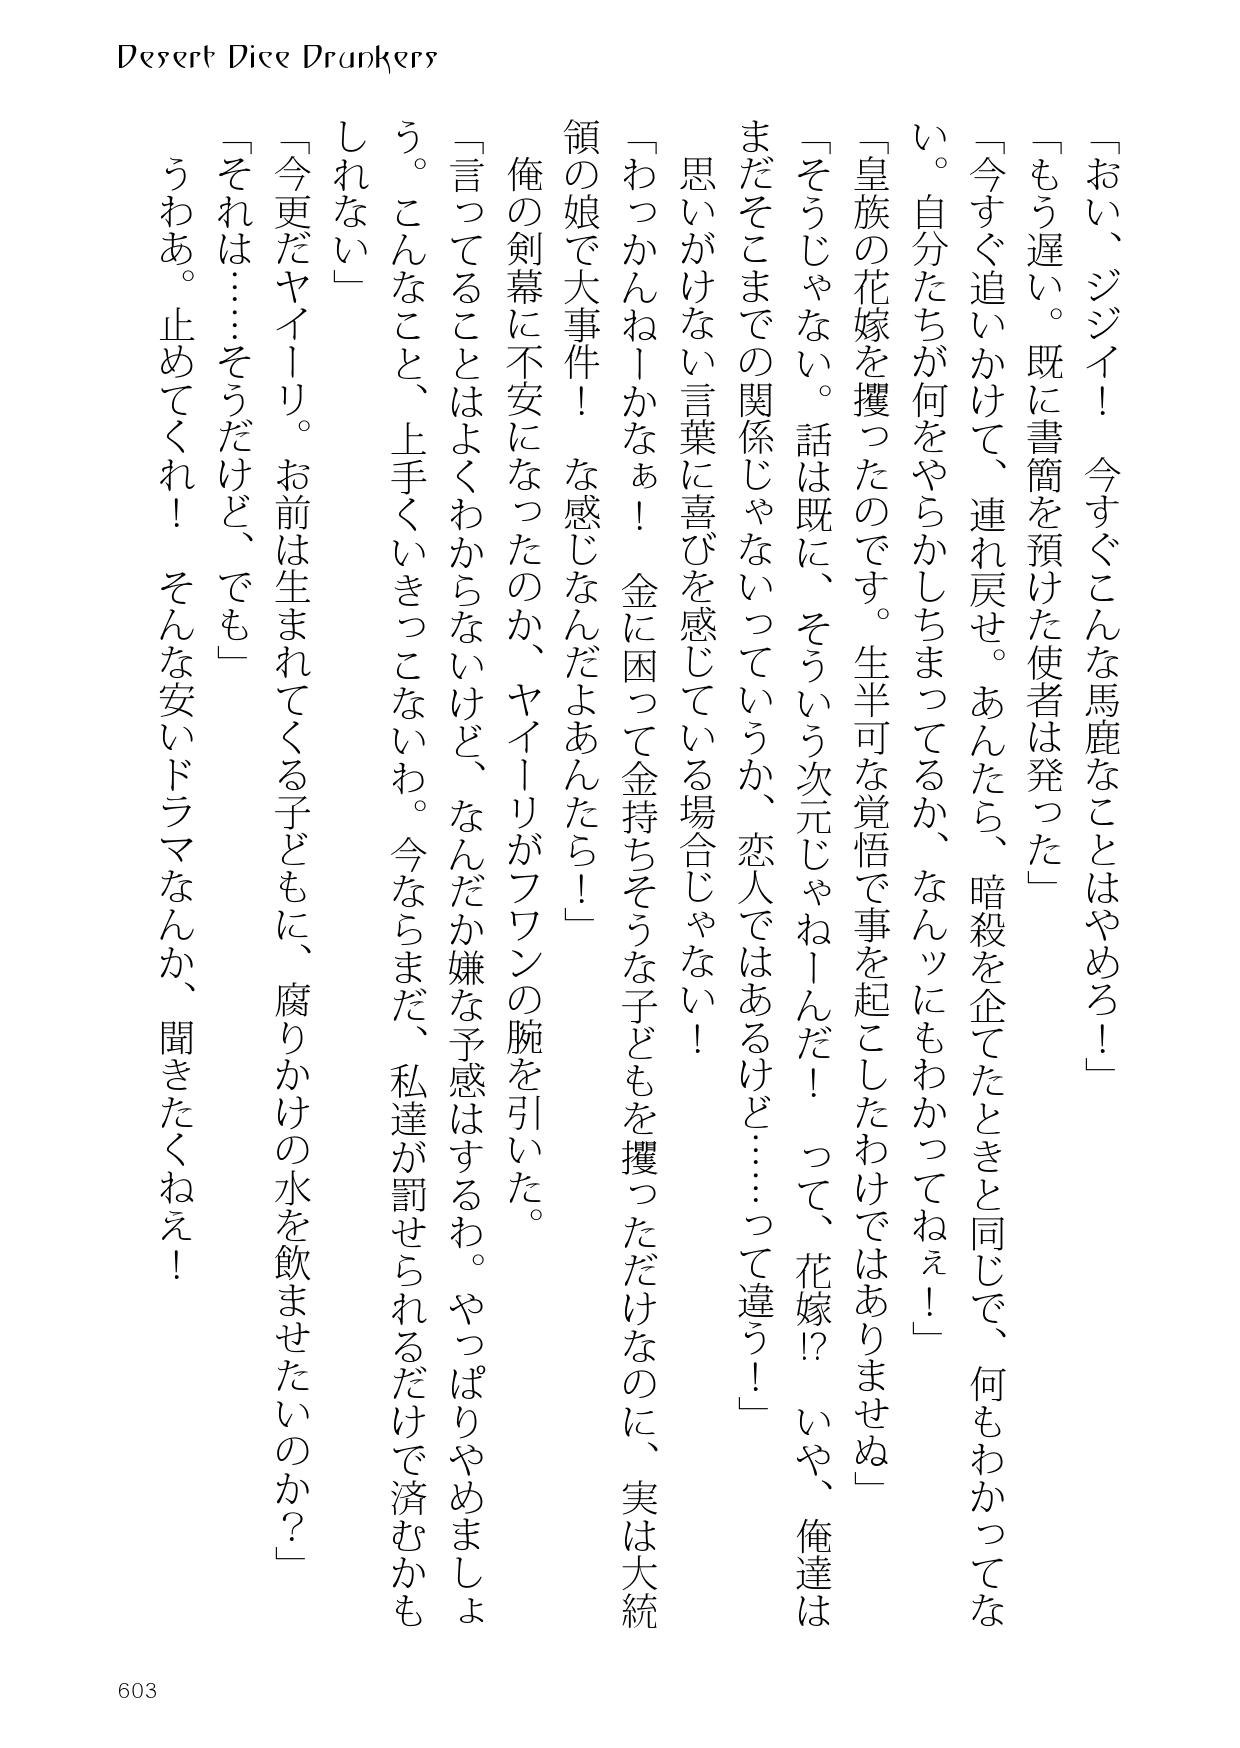 Desert Dice Drunkers
「おい、ジジイ！　今すぐこんな馬鹿なことはやめろ！」
「もう遅い。既に書簡を預けた使者は発った」
「今すぐ追いかけて、連れ戻せ。あんたら、暗殺を企てたときと同じで、何もわかってな
い。自分たちが何をやらかしちまってるか、なんッにもわかってねぇ！」
「皇族の花嫁を攫ったのです。生半可な覚悟で事を起こしたわけではありませぬ」
「そうじゃない。話は既に、そういう次元じゃねーんだ！　って、花嫁!?　いや、俺達は
まだそこまでの関係じゃないっていうか、恋人ではあるけど……って違う！」
　思いがけない言葉に喜びを感じている場合じゃない！
「わっかんねーかなぁ！　金に困って金持ちそうな子どもを攫っただけなのに、実は大統
領の娘で大事件！　な感じなんだよあんたら！」
　俺の剣幕に不安になったのか、ヤイーリがフワンの腕を引いた。
「言ってることはよくわからないけど、なんだか嫌な予感はするわ。やっぱりやめましょ
う。こんなこと、上手くいきっこないわ。今ならまだ、私達が罰せられるだけで済むかも
しれない」
「今更だヤイーリ。お前は生まれてくる子どもに、腐りかけの水を飲ませたいのか？」
「それは……そうだけど、でも」
　うわあ。止めてくれ！　そんな安いドラマなんか、聞きたくねえ！
603